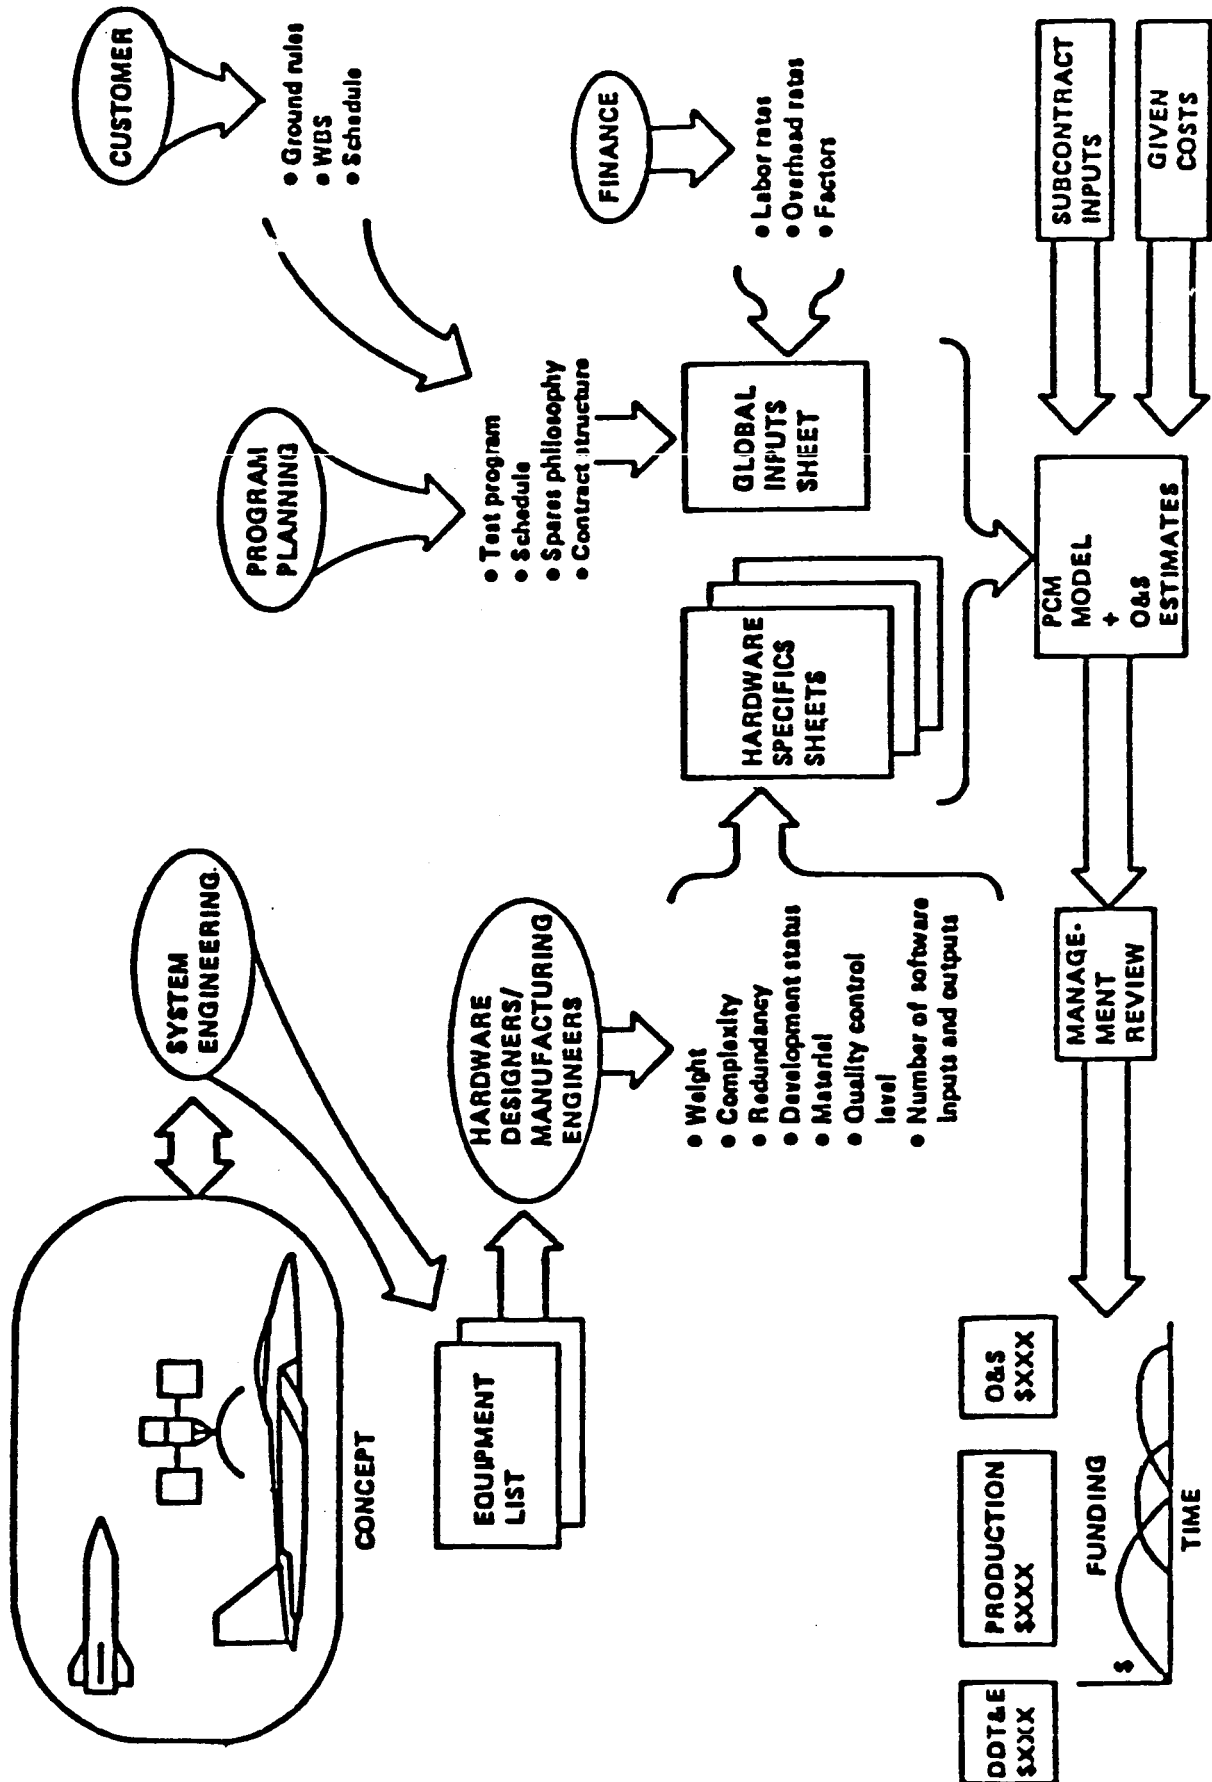 CONCEPT
SYSTEM
ENGINEERING
PROGRAM
PLANNING
CUSTOMER
• Ground rules
• WBS
• Schedule
EQUIPMENT
LIST
HARDWARE
DESIGNERS/
MANUFACTURING
ENGINEERS
• Test program
• Schedule
• Spares philosophy
• Contract structure
FINANCE
• Labor rates
• Overhead rates
• Factors
• Weight
• Complexity
• Redundancy
• Development status
• Material
• Quality control
level
• Number of software
inputs and outputs
HARDWARE
SPECIFICS
SHEETS
GLOBAL
INPUTS
SHEET
DDT&E
$XXX
PRODUCTION
$XXX
O&S
$XXX
$
FUNDING
TIME
MANAGE-
MENT
REVIEW
PCM
MODEL
+
O&S
ESTIMATES
SUBCONTRACT
INPUTS
GIVEN
COSTS